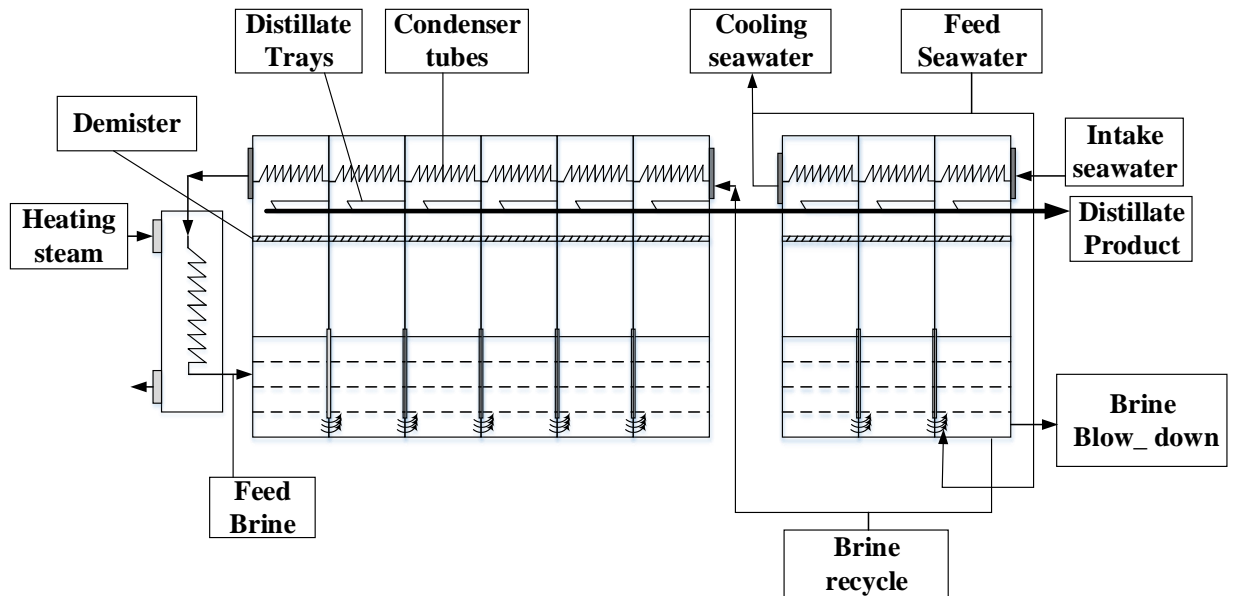 Distillate
Trays
Condenser
tubes
Cooling
seawater
Feed
Seawater
Demister
Intake
seawater
Heating
steam
Distillate
Product
Brine
Blow_ down
Feed
Brine
Brine
recycle